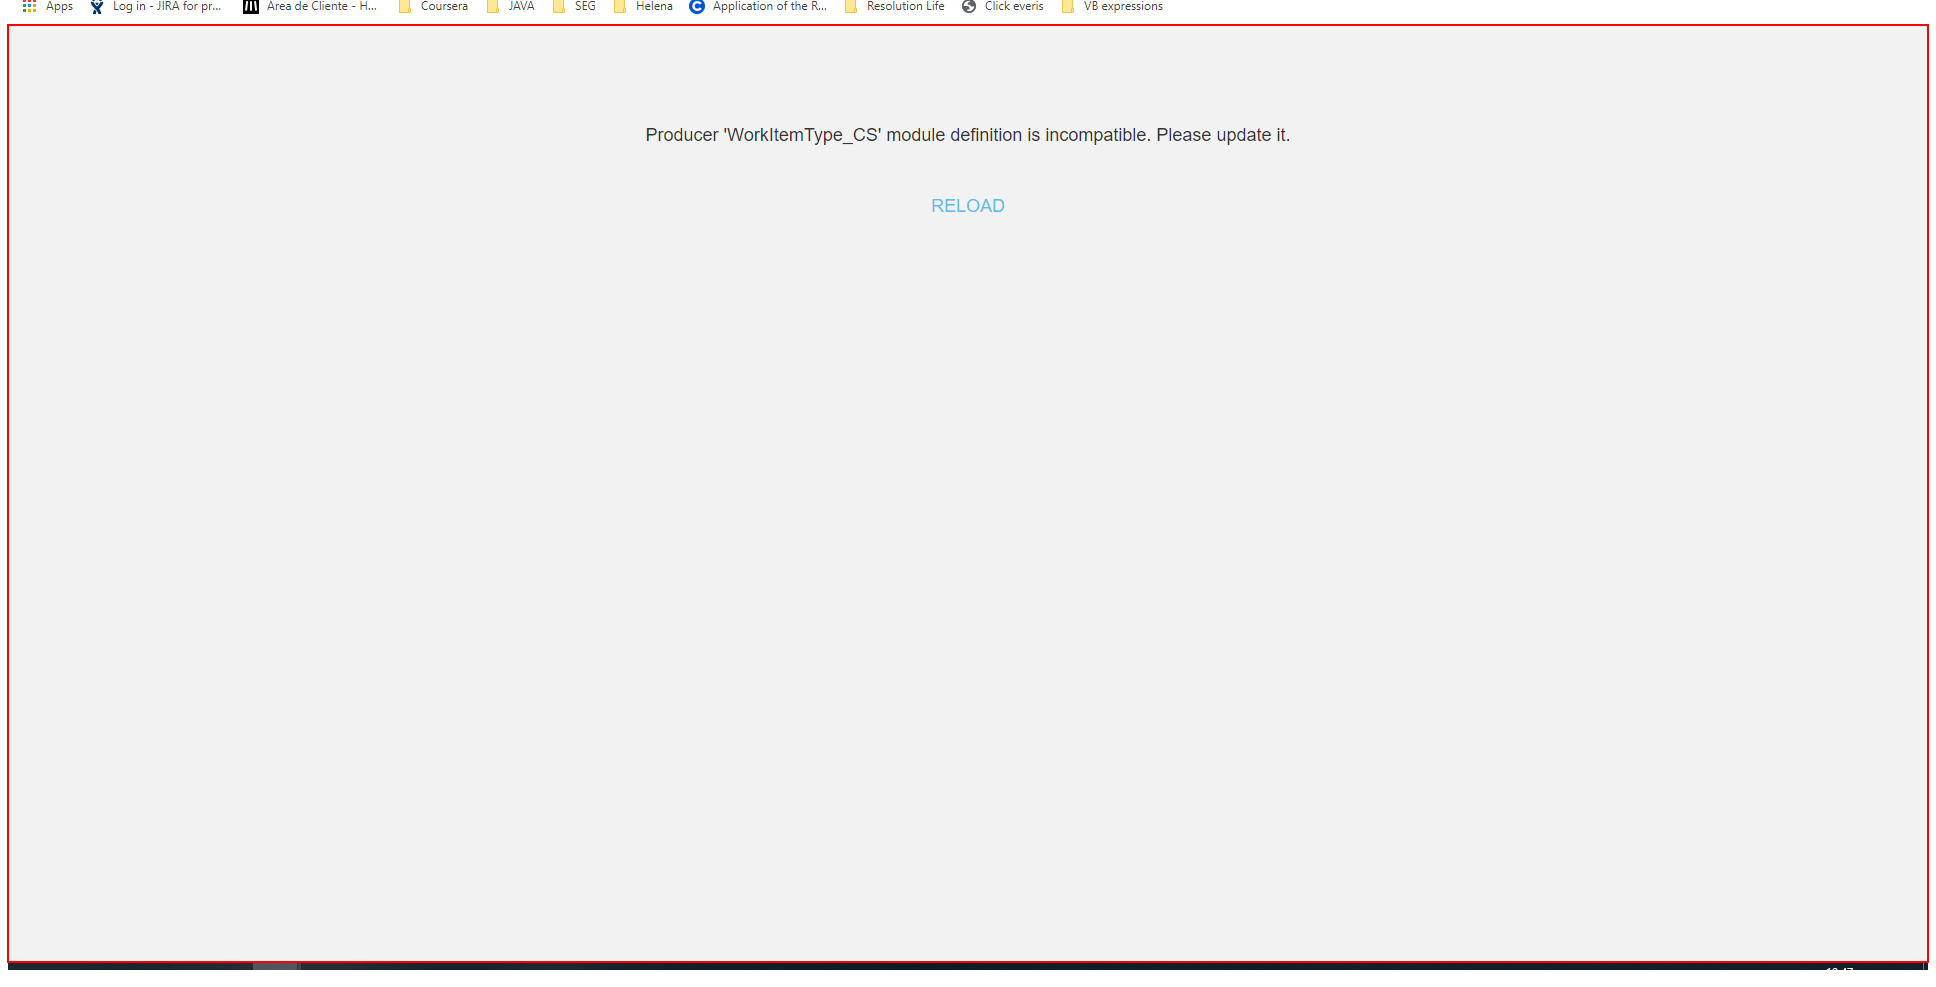 Apps Log in - JIRA for pr... Área de Cliente - H... Coursera JAVA SEG Helena Application of the R... Resolution Life Click everis VB expressions
Producer 'WorkItemType_CS' module definition is incompatible. Please update it.
RELOAD